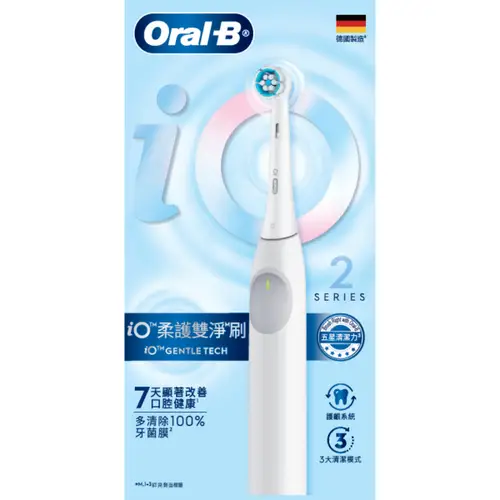 Oral-B®
德國製造*
iO
2
SERIES
iO™柔護雙淨刷
iO™ GENTLE TECH
五星清潔力³
7天顯著改善
口腔健康¹
多清除100%
牙菌膜²
護齦系統
3
3大清潔模式